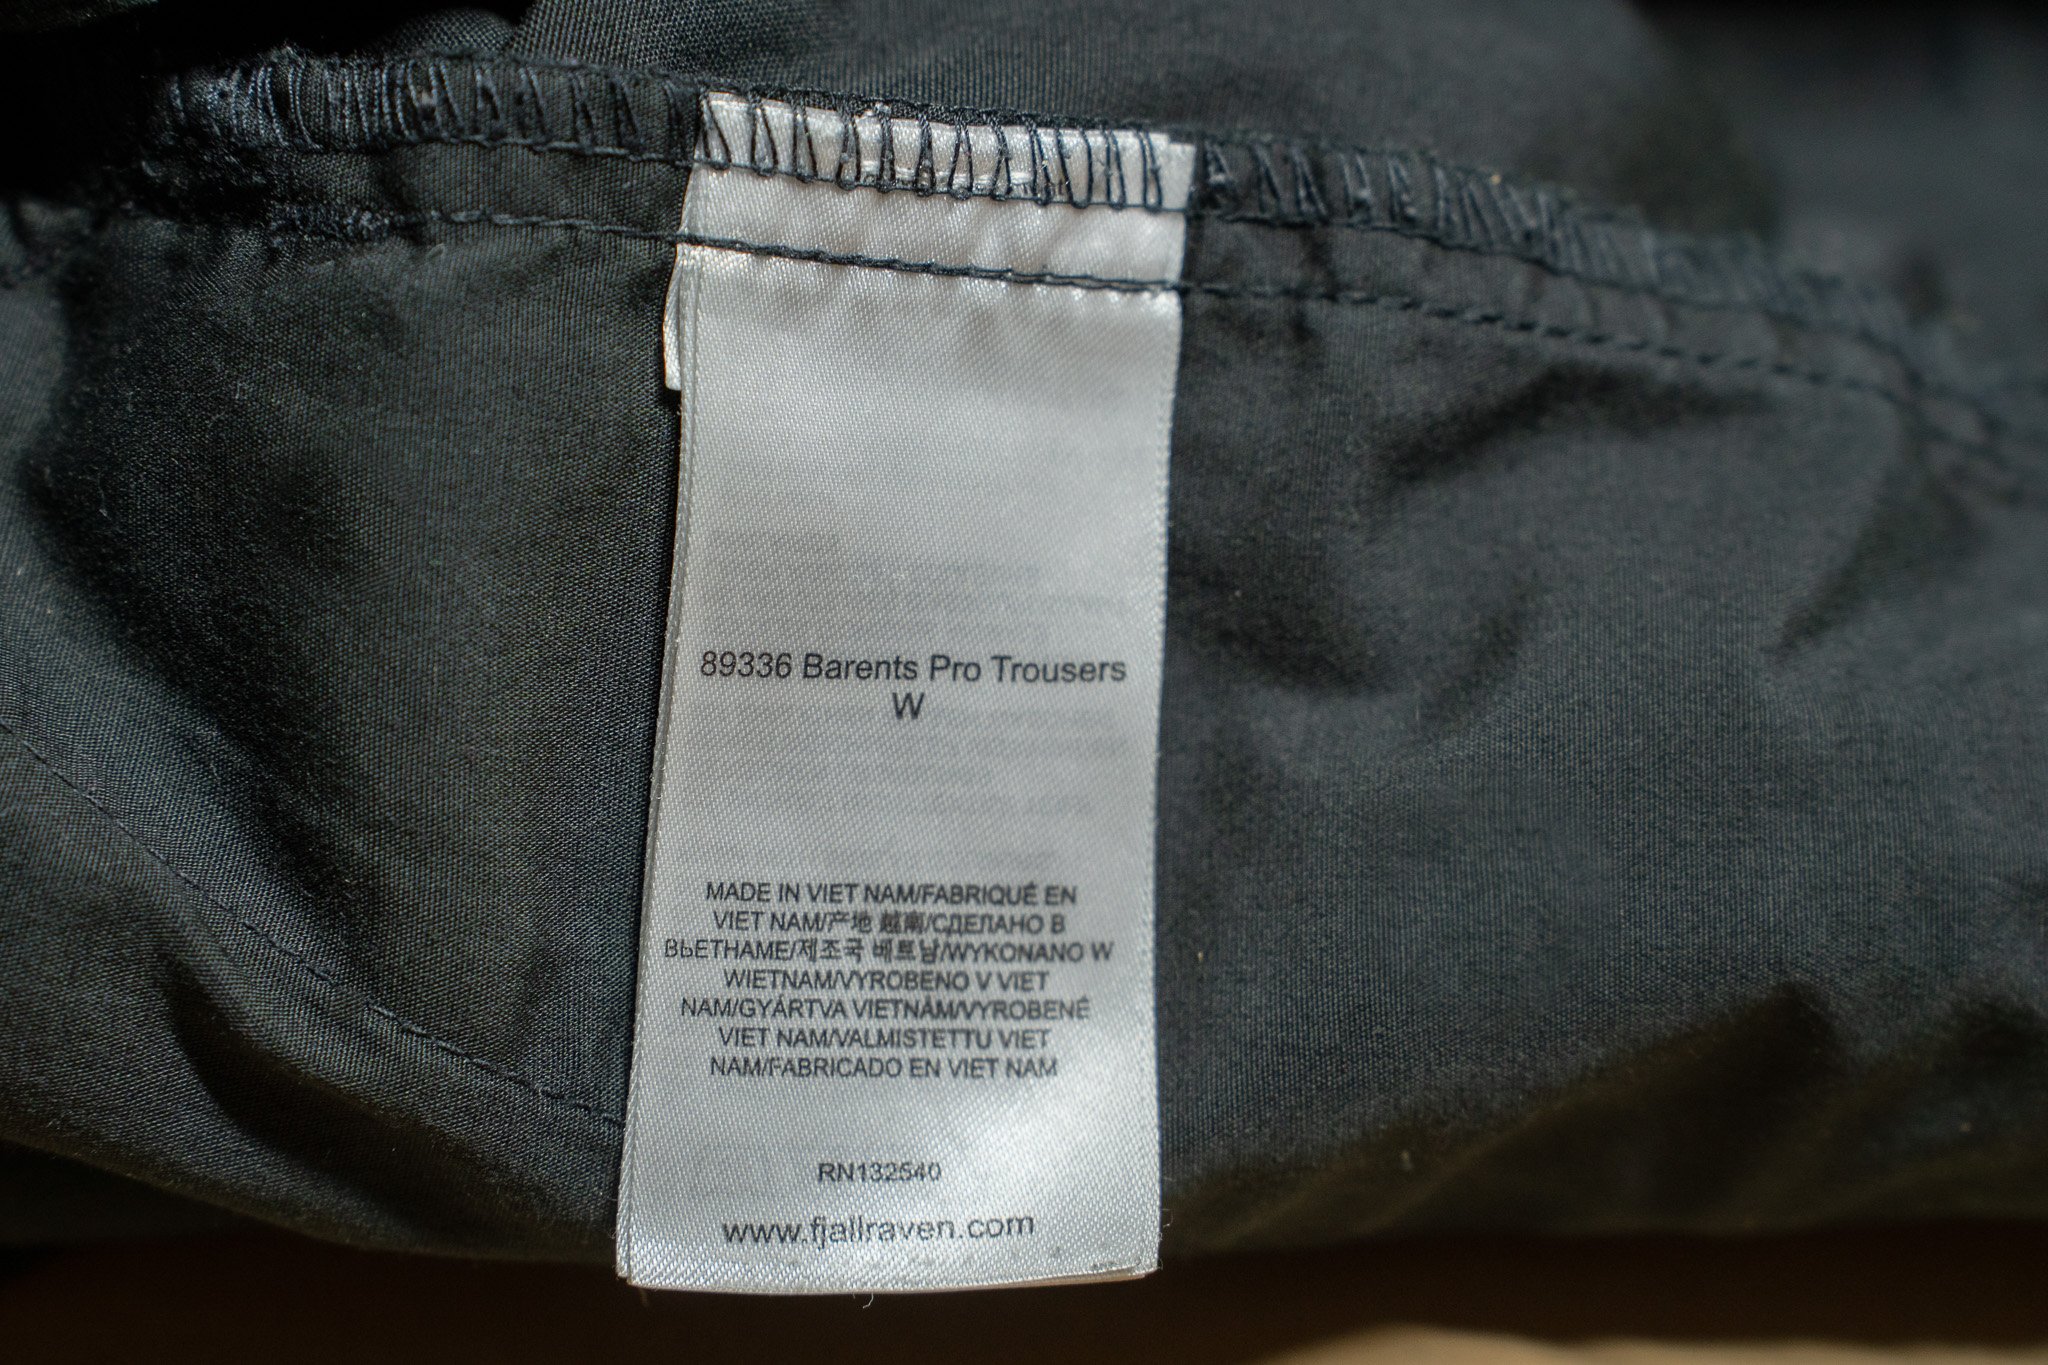 89336 Barents Pro Trousers
W
MADE IN VIET NAM/FABRIQUÉ EN
VIET NAM/产地 越南/СДЕЛАНО В
ВЬЕТНАМЕ/제조국 베트남/WYKONANO W
WIETNAM/VYROBENO V VIET
NAM/GYÁRTVA VIETNÁM/VYROBENÉ
VIET NAM/VALMISTETTU VIET
NAM/FABRICADO EN VIET NAM
RN132540
www.fjallraven.com